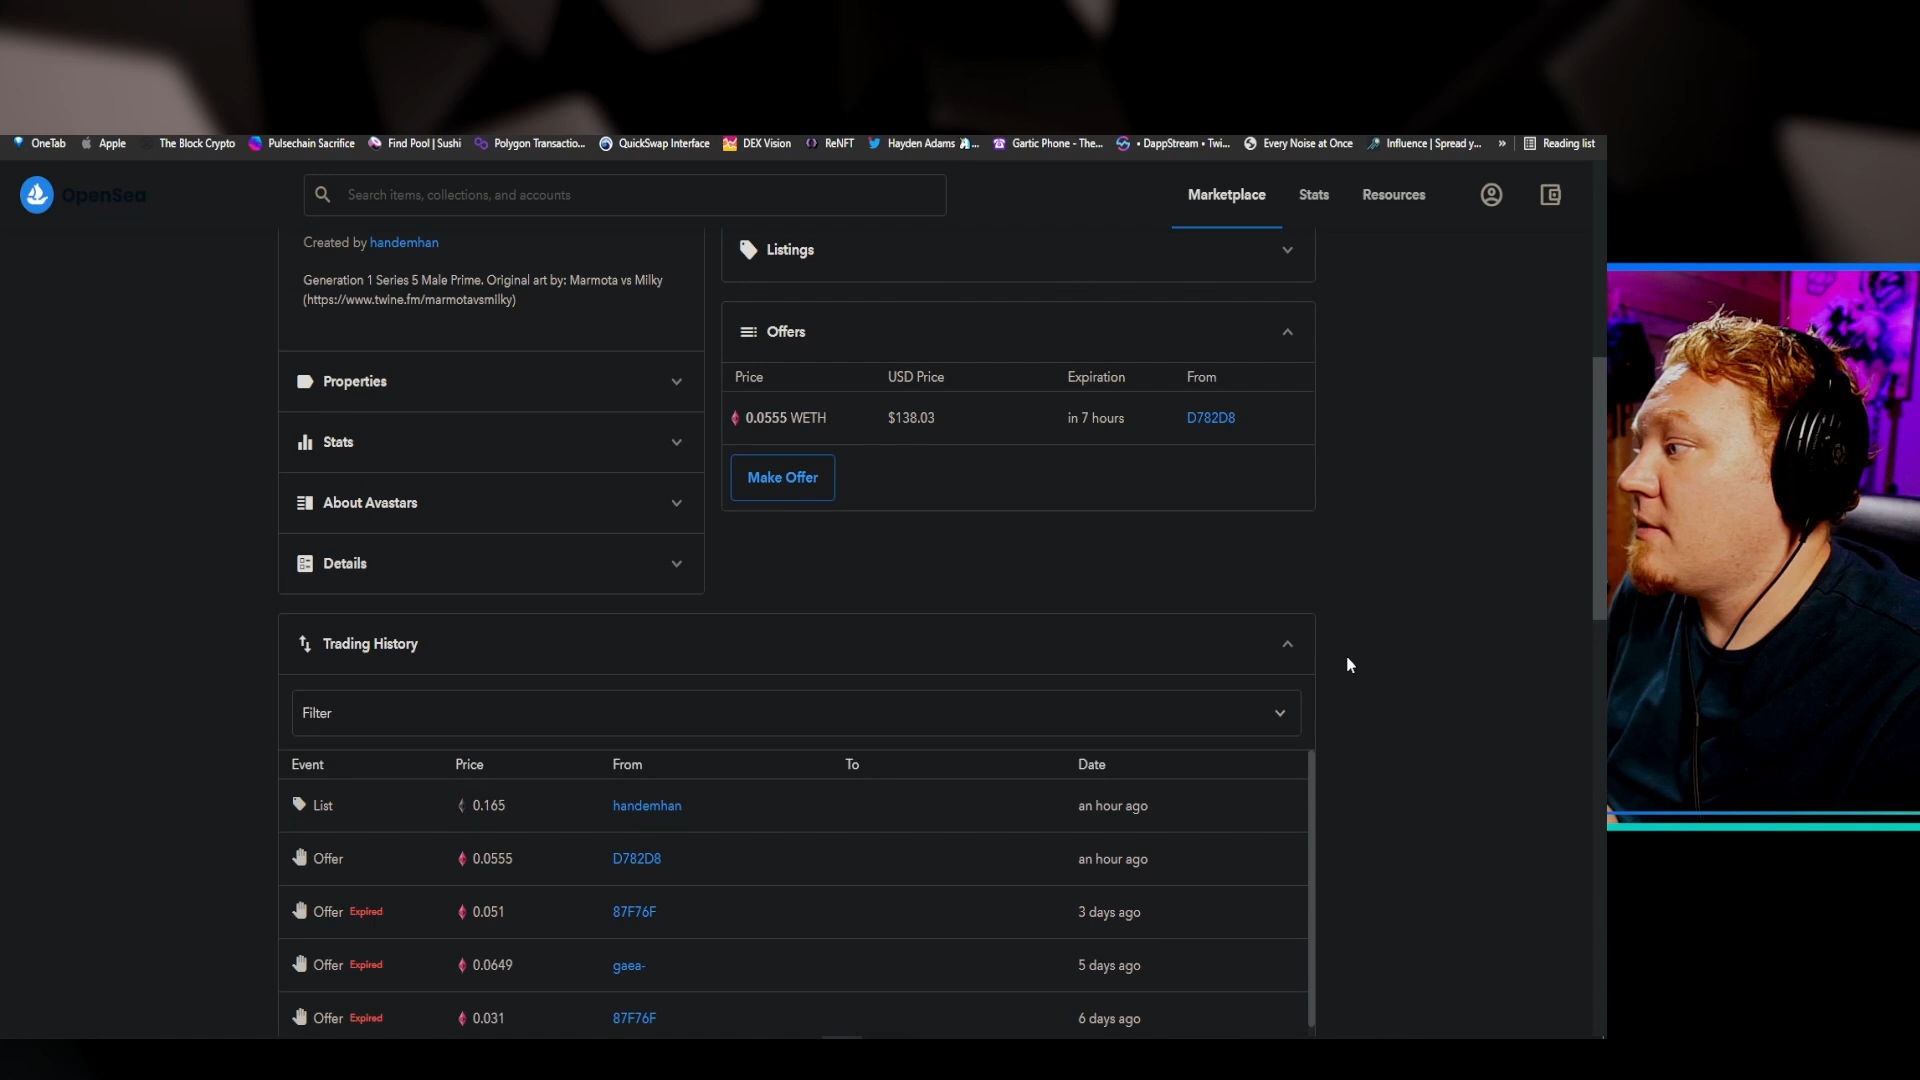 OneTab Apple The Block Crypto Pulsechain Sacrifice Find Pool | Sushi Polygon Transactio... QuickSwap Interface DEX Vision ReNFT Hayden Adams ... Gartic Phone - The... • DappStream • Twi... Every Noise at Once Influence | Spread y... » Reading list
OpenSea Search items, collections, and accounts Marketplace Stats Resources
Created by handemhan
Generation 1 Series 5 Male Prime. Original art by: Marmota vs Milky
(https://www.twine.fm/marmotavsmilky)
Properties
Stats
About Avastars
Details
Listings
Offers
Price USD Price Expiration From
0.0555 WETH $138.03 in 7 hours D782D8
Make Offer
Trading History
Filter
Event Price From To Date
List 0.165 handemhan an hour ago
Offer 0.0555 D782D8 an hour ago
Offer Expired 0.051 87F76F 3 days ago
Offer Expired 0.0649 gaea- 5 days ago
Offer Expired 0.031 87F76F 6 days ago